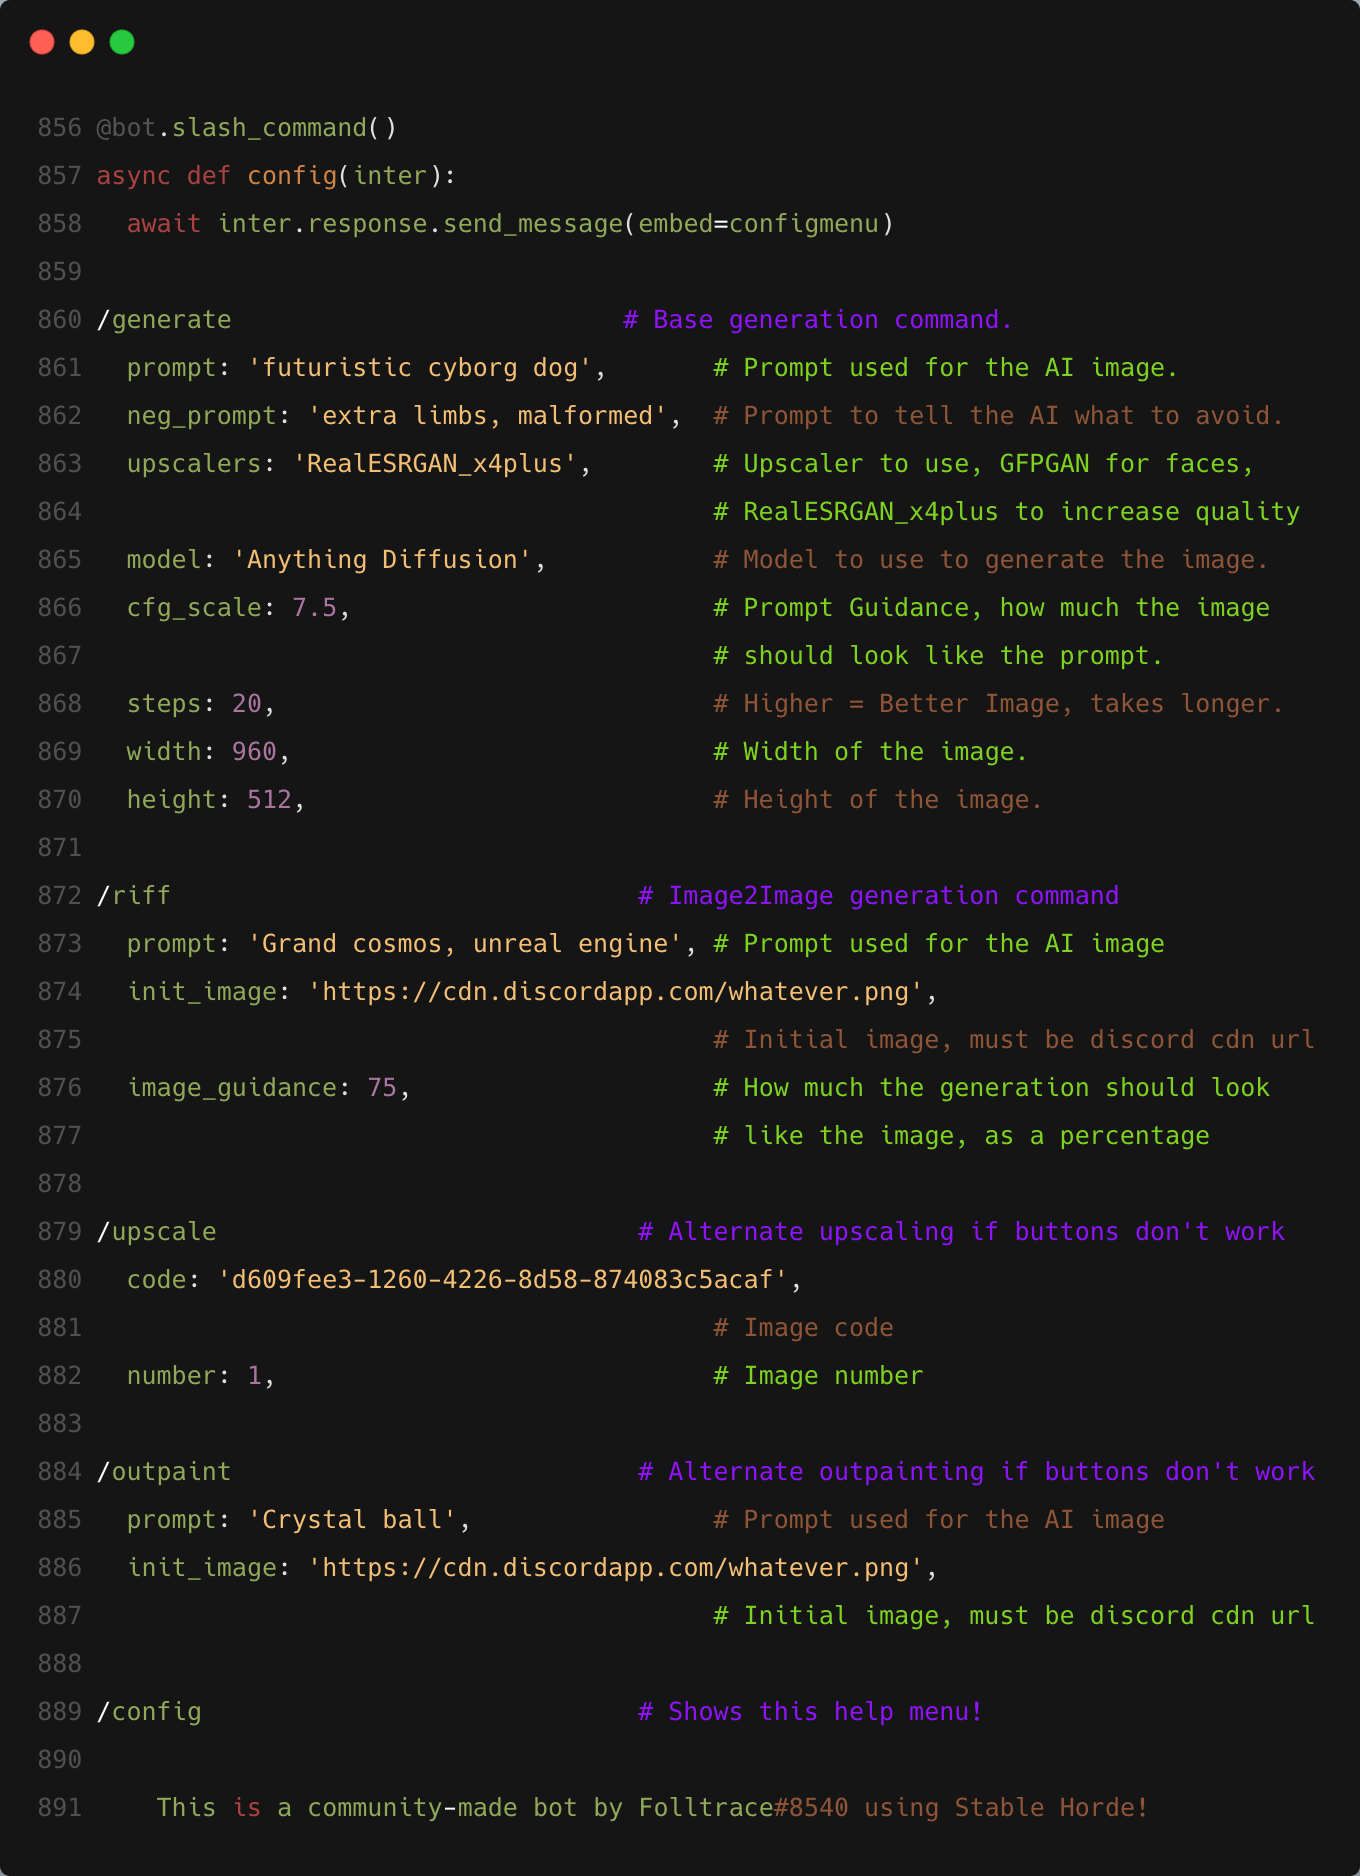 856 @bot.slash_command()
857 async def config(inter):
858   await inter.response.send_message(embed=configmenu)
859
860 /generate                          # Base generation command.
861   prompt: 'futuristic cyborg dog',       # Prompt used for the AI image.
862   neg_prompt: 'extra limbs, malformed',  # Prompt to tell the AI what to avoid.
863   upscalers: 'RealESRGAN_x4plus',        # Upscaler to use, GFPGAN for faces,
864                                          # RealESRGAN_x4plus to increase quality
865   model: 'Anything Diffusion',           # Model to use to generate the image.
866   cfg_scale: 7.5,                        # Prompt Guidance, how much the image
867                                          # should look like the prompt.
868   steps: 20,                             # Higher = Better Image, takes longer.
869   width: 960,                            # Width of the image.
870   height: 512,                           # Height of the image.
871
872 /riff                               # Image2Image generation command
873   prompt: 'Grand cosmos, unreal engine', # Prompt used for the AI image
874   init_image: 'https://cdn.discordapp.com/whatever.png',
875                                          # Initial image, must be discord cdn url
876   image_guidance: 75,                    # How much the generation should look
877                                          # like the image, as a percentage
878
879 /upscale                            # Alternate upscaling if buttons don't work
880   code: 'd609fee3-1260-4226-8d58-874083c5acaf',
881                                          # Image code
882   number: 1,                             # Image number
883
884 /outpaint                           # Alternate outpainting if buttons don't work
885   prompt: 'Crystal ball',                # Prompt used for the AI image
886   init_image: 'https://cdn.discordapp.com/whatever.png',
887                                          # Initial image, must be discord cdn url
888
889 /config                             # Shows this help menu!
890
891     This is a community-made bot by Folltrace#8540 using Stable Horde!